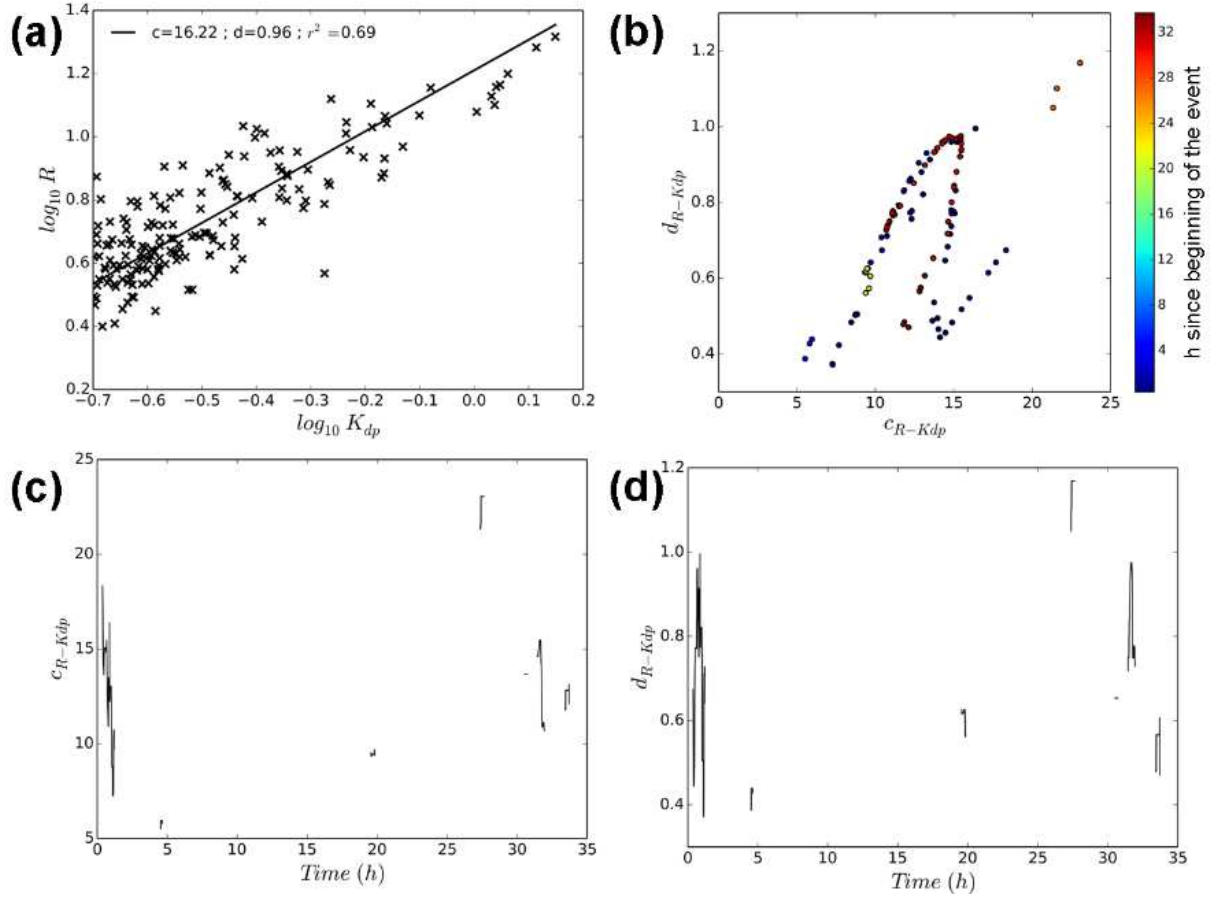 (a)
c=16.22 ; d=0.96 ; r² =0.69
1.4
1.2
1.0
0.8
0.6
0.4
0.2
log₁₀ R
−0.7 −0.6 −0.5 −0.4 −0.3 −0.2 −0.1 0.0 0.1 0.2
log₁₀ K_dp
(b)
1.2
1.0
0.8
0.6
0.4
d_R−Kdp
0 5 10 15 20 25
c_R−Kdp
32
28
24
20
16
12
8
4
h since beginning of the event
(c)
25
20
15
10
5
c_R−Kdp
0 5 10 15 20 25 30 35
Time (h)
(d)
1.2
1.0
0.8
0.6
0.4
d_R−Kdp
0 5 10 15 20 25 30 35
Time (h)